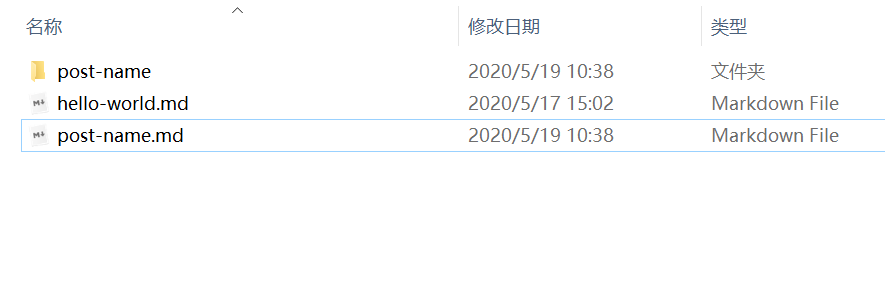 名称 修改日期 类型
post-name 2020/5/19 10:38 文件夹
hello-world.md 2020/5/17 15:02 Markdown File
post-name.md 2020/5/19 10:38 Markdown File